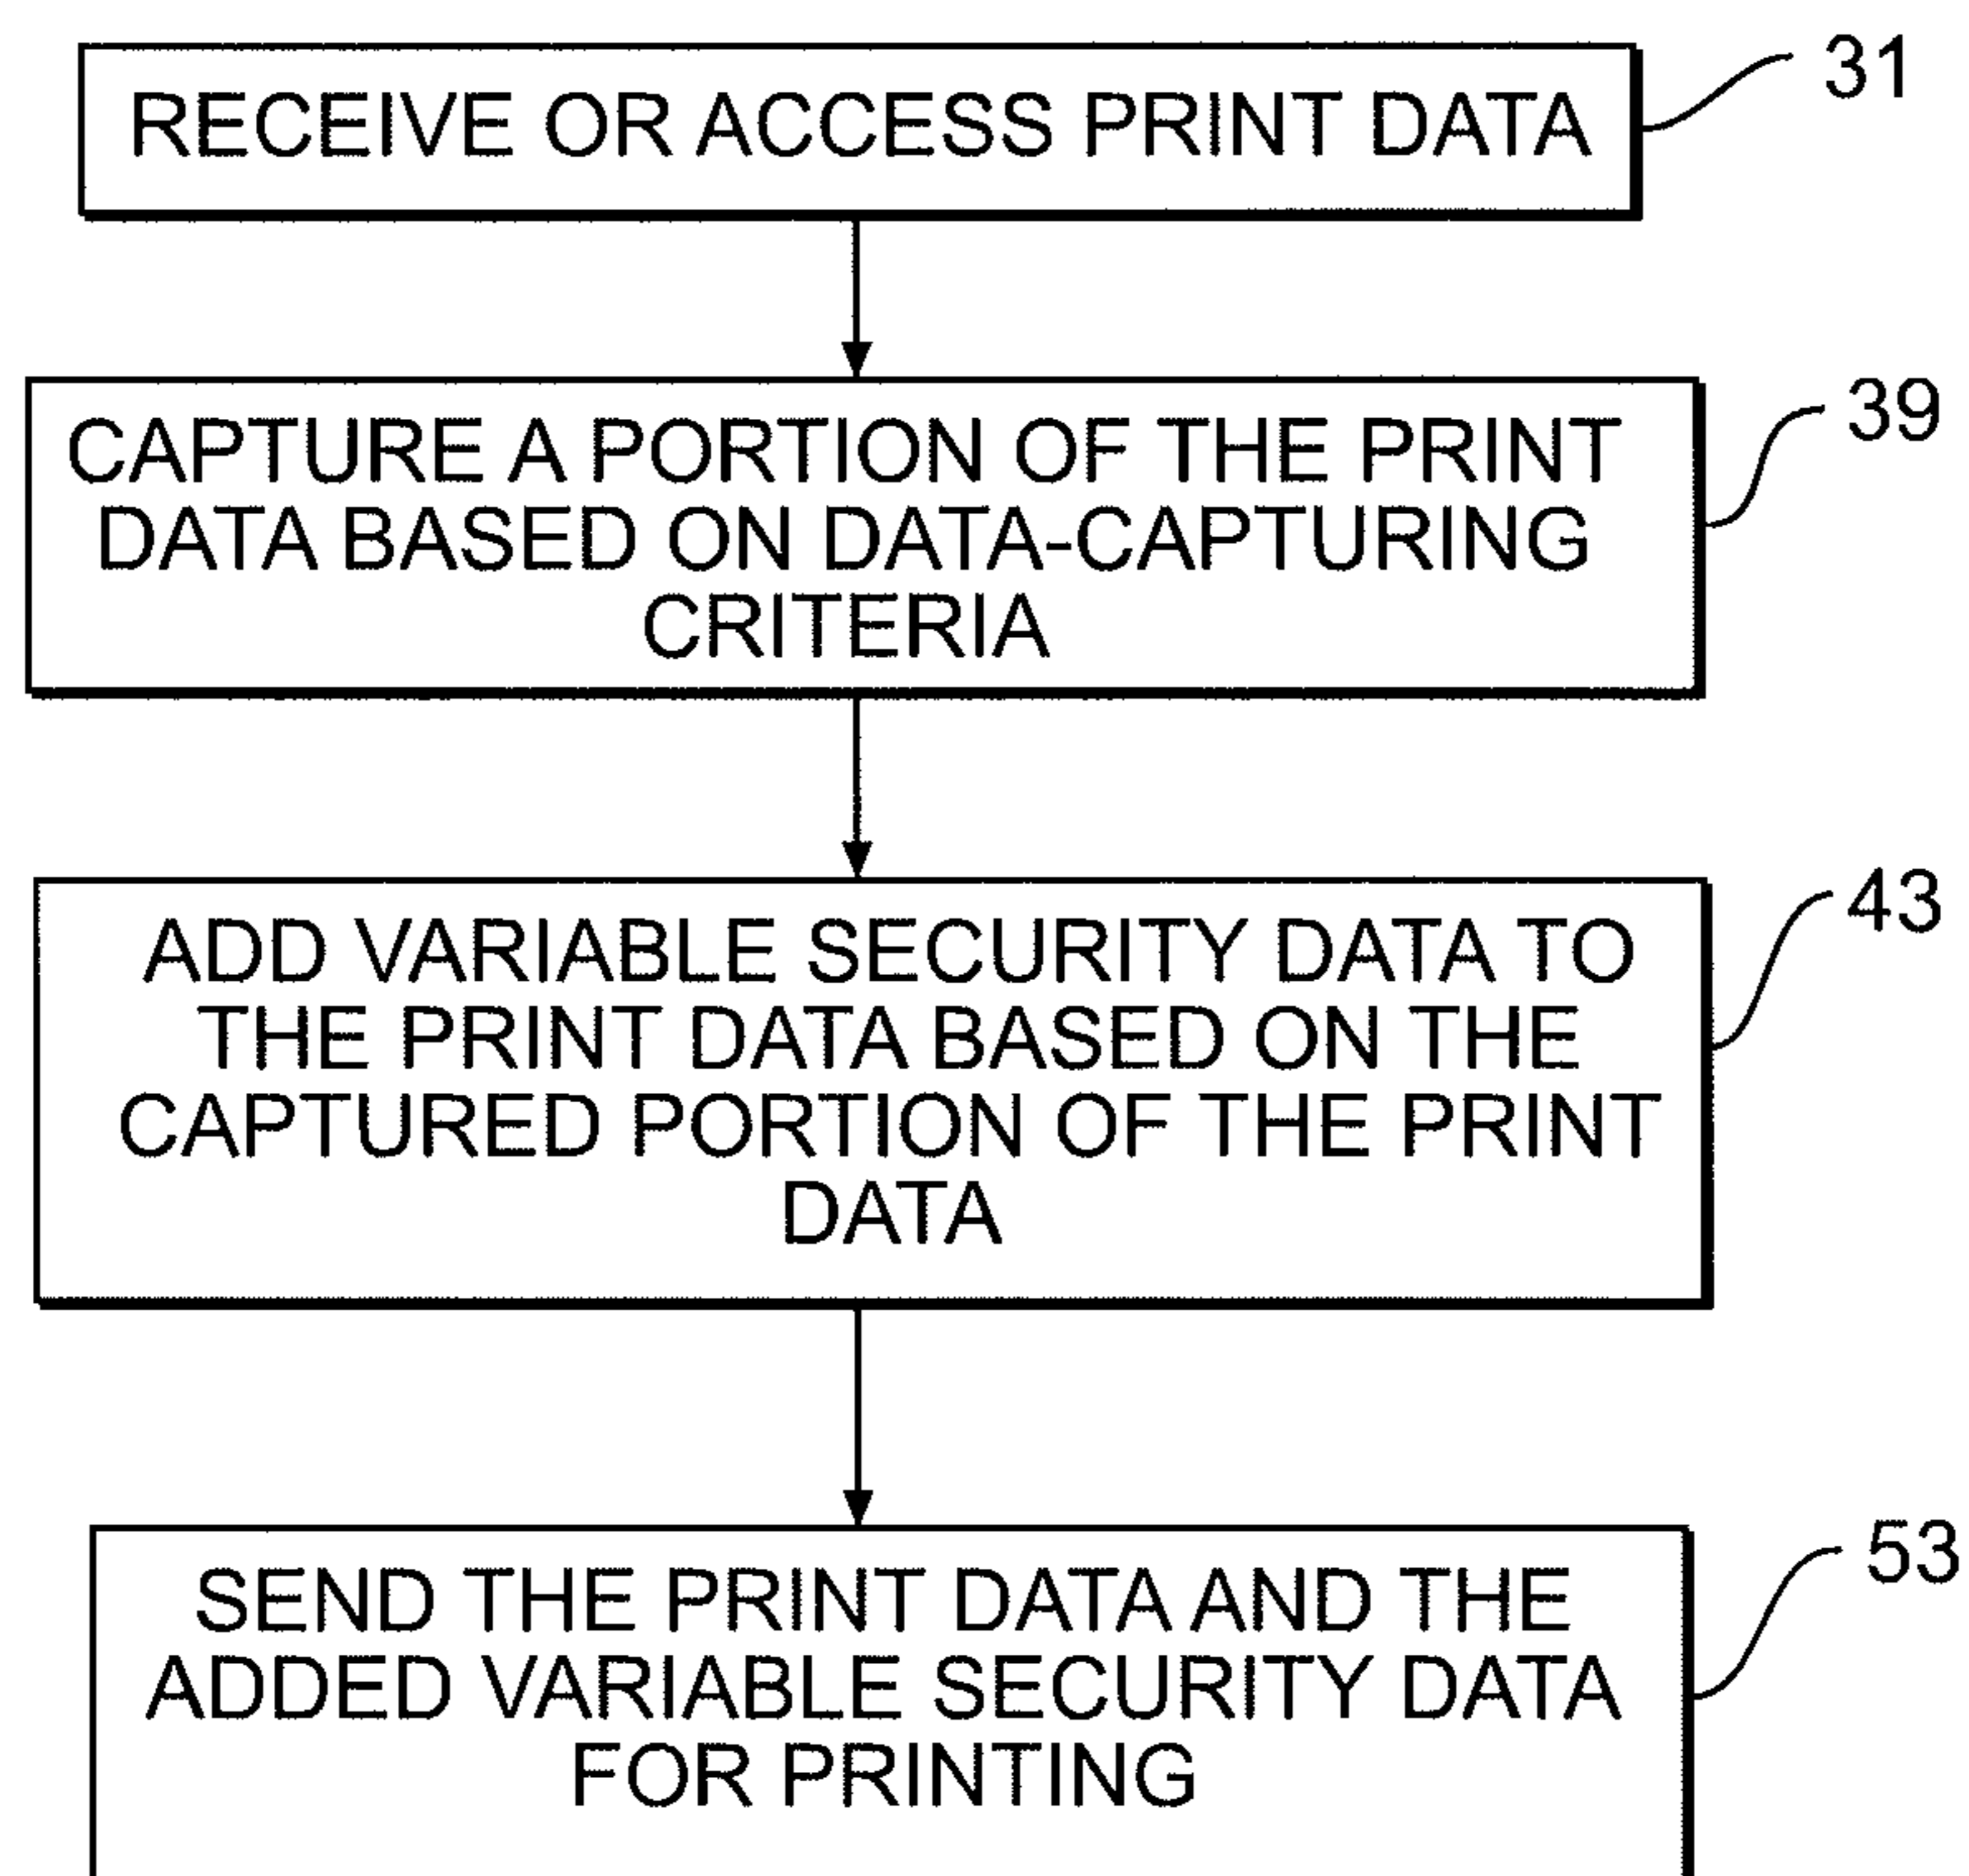 RECEIVE OR ACCESS PRINT DATA
31
CAPTURE A PORTION OF THE PRINT
DATA BASED ON DATA-CAPTURING
CRITERIA
39
ADD VARIABLE SECURITY DATA TO
THE PRINT DATA BASED ON THE
CAPTURED PORTION OF THE PRINT
DATA
43
SEND THE PRINT DATA AND THE
ADDED VARIABLE SECURITY DATA
FOR PRINTING
53